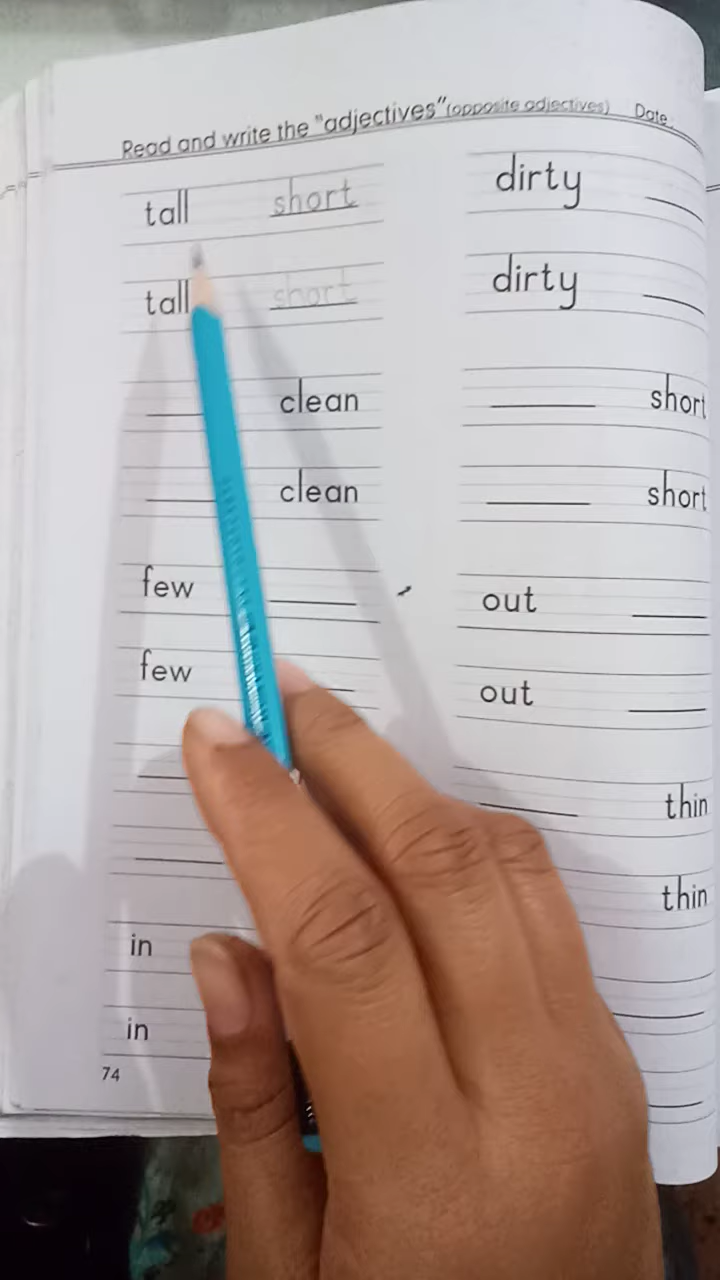 Read and write the "adjectives"(opposite adjectives) Date:
tall short
tall short
clean
clean
few
few
in
in
74
dirty
dirty
short
short
out
out
thin
thin